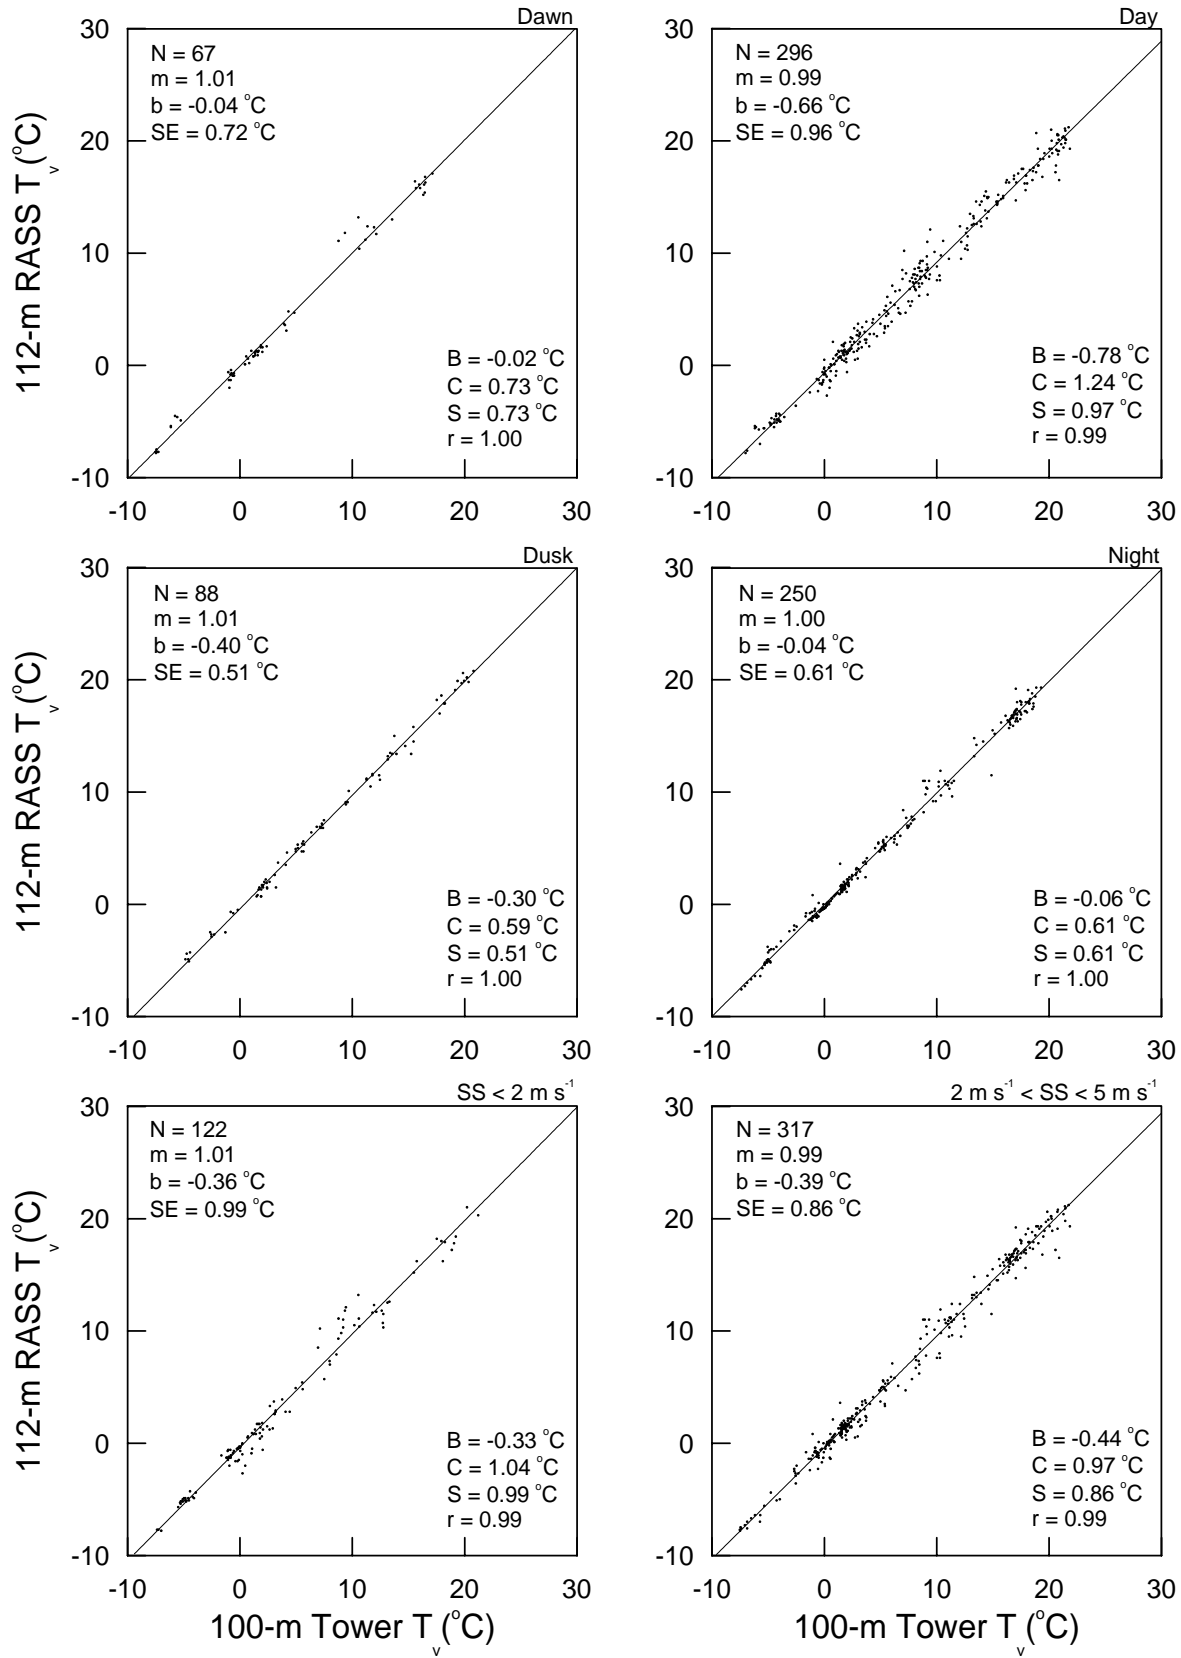 Dawn
30
20
10
0
-10
-10 0 10 20 30
112-m RASS Tv (°C)
N = 67
m = 1.01
b = -0.04 °C
SE = 0.72 °C
B = -0.02 °C
C = 0.73 °C
S = 0.73 °C
r = 1.00
Day
30
20
10
0
-10
-10 0 10 20 30
N = 296
m = 0.99
b = -0.66 °C
SE = 0.96 °C
B = -0.78 °C
C = 1.24 °C
S = 0.97 °C
r = 0.99
Dusk
30
20
10
0
-10
-10 0 10 20 30
112-m RASS Tv (°C)
N = 88
m = 1.01
b = -0.40 °C
SE = 0.51 °C
B = -0.30 °C
C = 0.59 °C
S = 0.51 °C
r = 1.00
Night
30
20
10
0
-10
-10 0 10 20 30
N = 250
m = 1.00
b = -0.04 °C
SE = 0.61 °C
B = -0.06 °C
C = 0.61 °C
S = 0.61 °C
r = 1.00
SS < 2 m s⁻¹
30
20
10
0
-10
-10 0 10 20 30
112-m RASS Tv (°C)
100-m Tower Tv (°C)
N = 122
m = 1.01
b = -0.36 °C
SE = 0.99 °C
B = -0.33 °C
C = 1.04 °C
S = 0.99 °C
r = 0.99
2 m s⁻¹ < SS < 5 m s⁻¹
30
20
10
0
-10
-10 0 10 20 30
100-m Tower Tv (°C)
N = 317
m = 0.99
b = -0.39 °C
SE = 0.86 °C
B = -0.44 °C
C = 0.97 °C
S = 0.86 °C
r = 0.99